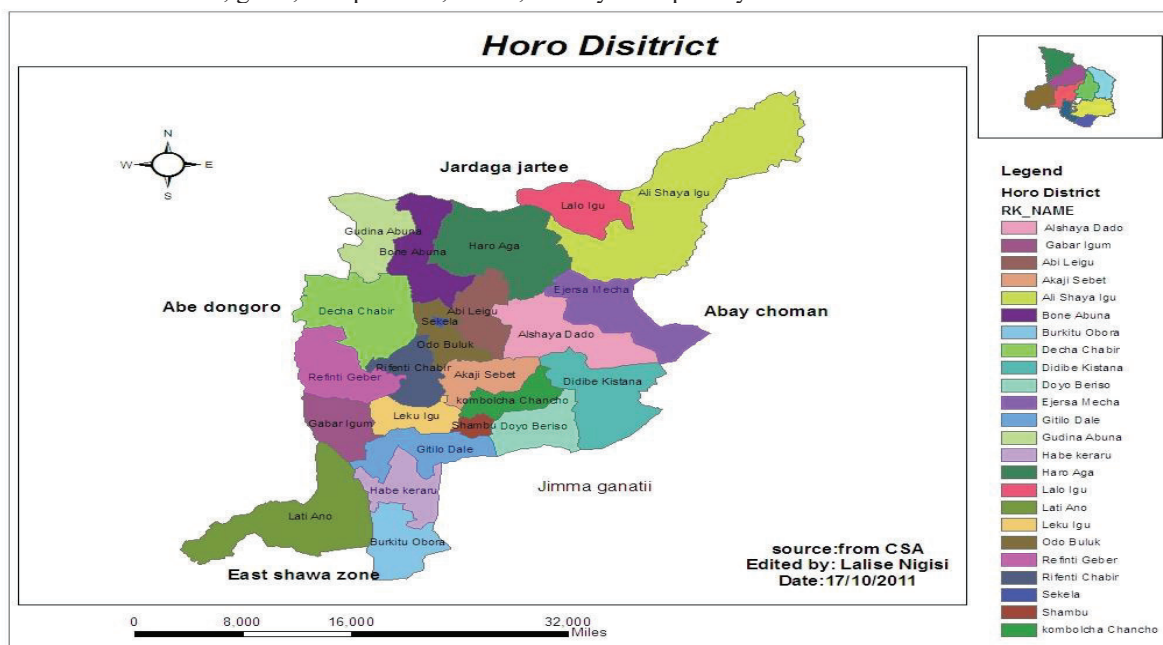 Horo Disitrict
N
W E
S
Jardaga jartee
Ali Shaya Igu
Lalo Igu
Gudina Abuna
Bone Abuna
Haro Aga
Ejersa Mecha
Abe dongoro
Abay choman
Decha Chabir
Abi Leigu
Sekela
Alshaya Dado
Odo Buluk
Rifenti Chabir
Refinti Geber
Akaji Sebet
Didibe Kistana
kombolcha Chancho
Leku Igu
Gabar Igum
Shambu
Doyo Beriso
Gitilo Dale
Habe keraru
Jimma ganatii
Lati Ano
Burkitu Obora
East shawa zone
source:from CSA
Edited by: Lalise Nigisi
Date:17/10/2011
0 8,000 16,000 32,000
Miles
Legend
Horo District
RK_NAME
Alshaya Dado
Gabar Igum
Abi Leigu
Akaji Sebet
Ali Shaya Igu
Bone Abuna
Burkitu Obora
Decha Chabir
Didibe Kistana
Doyo Beriso
Ejersa Mecha
Gitilo Dale
Gudina Abuna
Habe keraru
Haro Aga
Lalo Igu
Lati Ano
Leku Igu
Odo Buluk
Refinti Geber
Rifenti Chabir
Sekela
Shambu
kombolcha Chancho